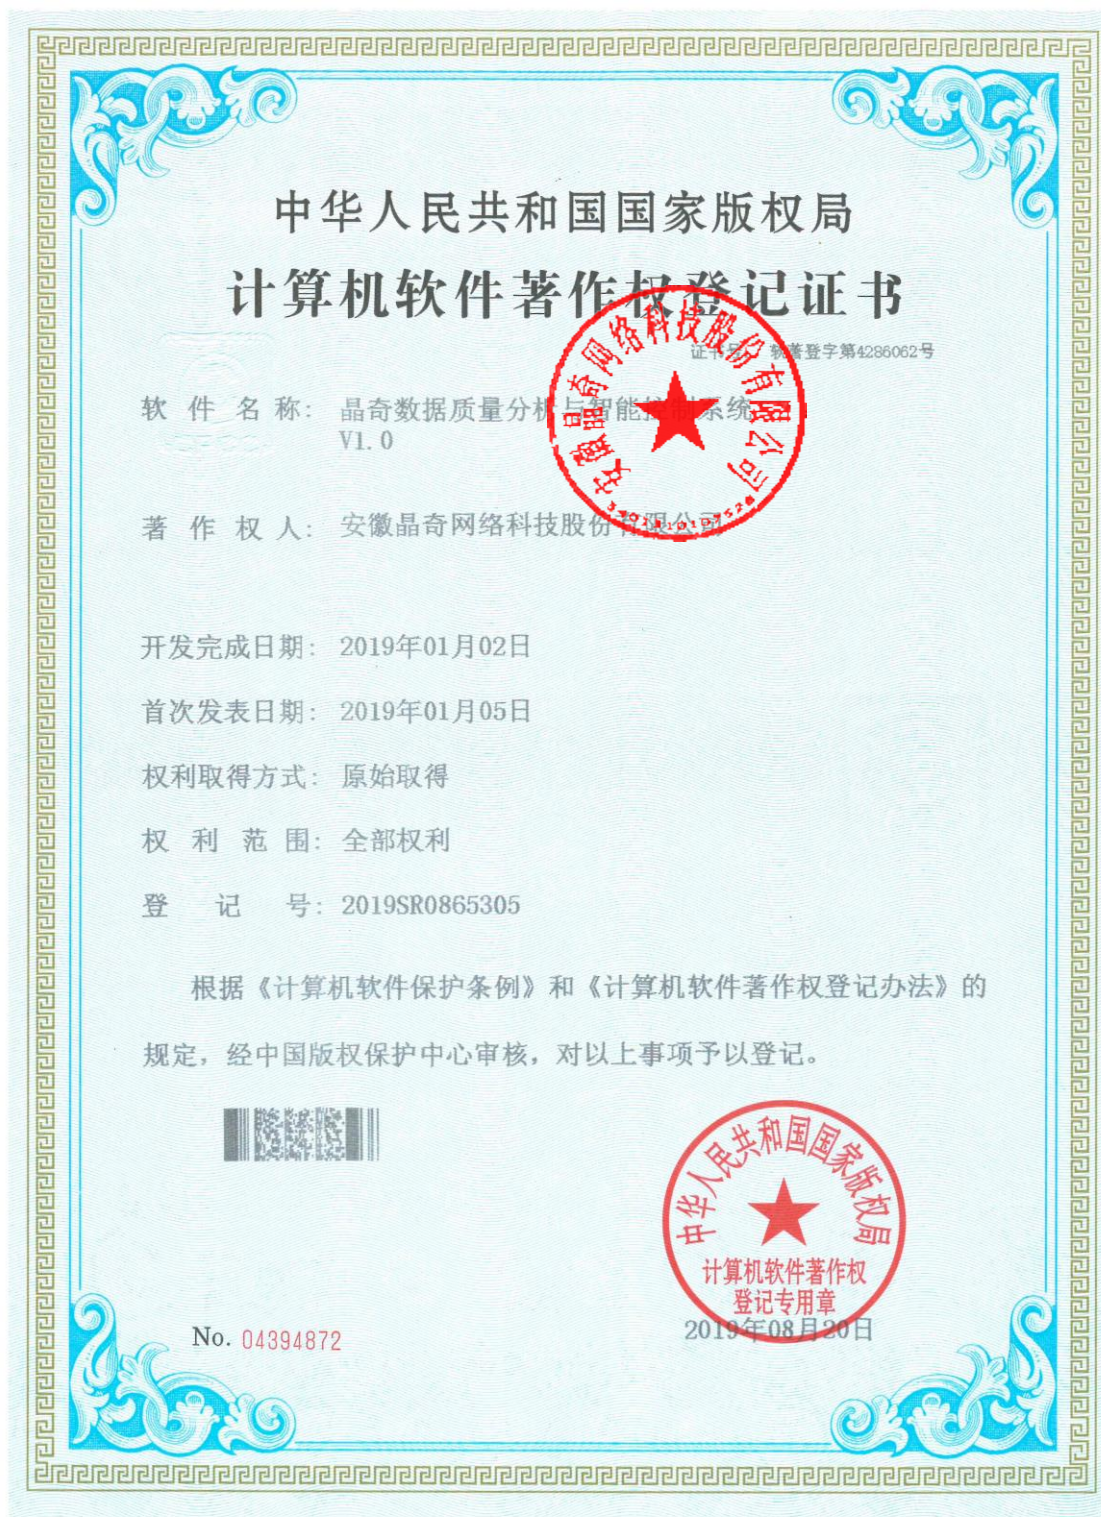 中华人民共和国国家版权局
计算机软件著作权登记证书
证书号： 软著登字第4286062号
软件名称： 晶奇数据质量分析与智能控制系统
V1.0
著作权人： 安徽晶奇网络科技股份有限公司
安徽晶奇网络科技股份有限公司
开发完成日期： 2019年01月02日
首次发表日期： 2019年01月05日
权利取得方式： 原始取得
权利范围： 全部权利
登记号： 2019SR0865305
根据《计算机软件保护条例》和《计算机软件著作权登记办法》的
规定，经中国版权保护中心审核，对以上事项予以登记。
中华人民共和国国家版权局
计算机软件著作权
登记专用章
No. 04394872
2019年08月20日